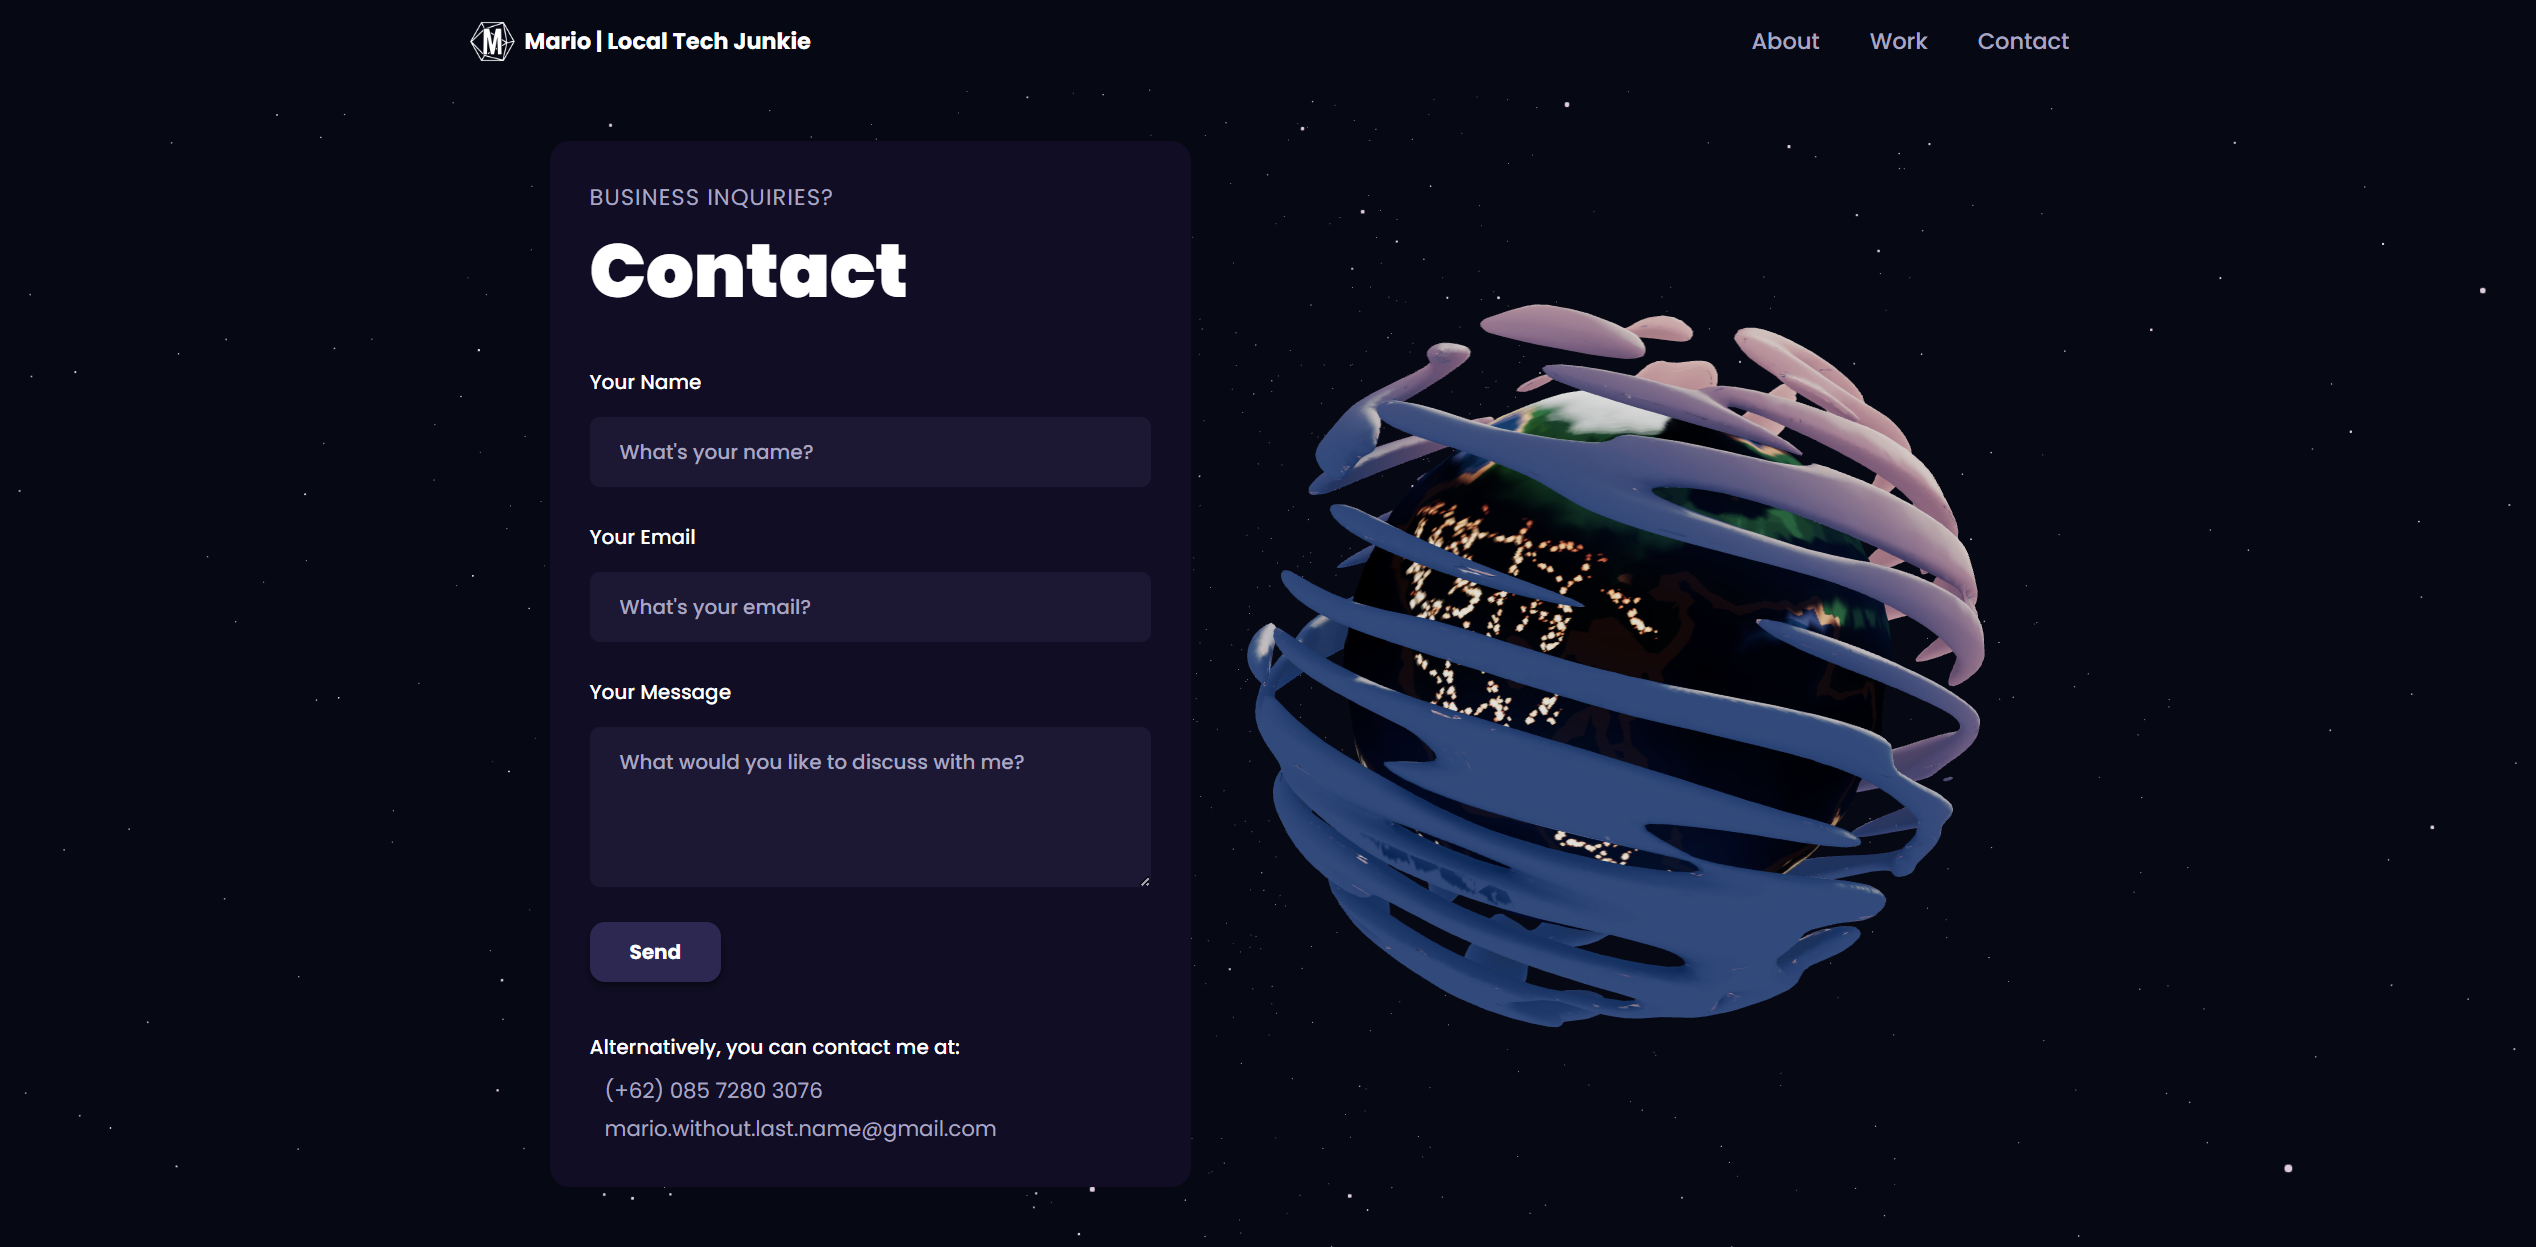 M
Mario | Local Tech Junkie
About
Work
Contact
BUSINESS INQUIRIES?
Contact
Your Name
What's your name?
Your Email
What's your email?
Your Message
What would you like to discuss with me?
Send
Alternatively, you can contact me at:
(+62) 085 7280 3076
mario.without.last.name@gmail.com